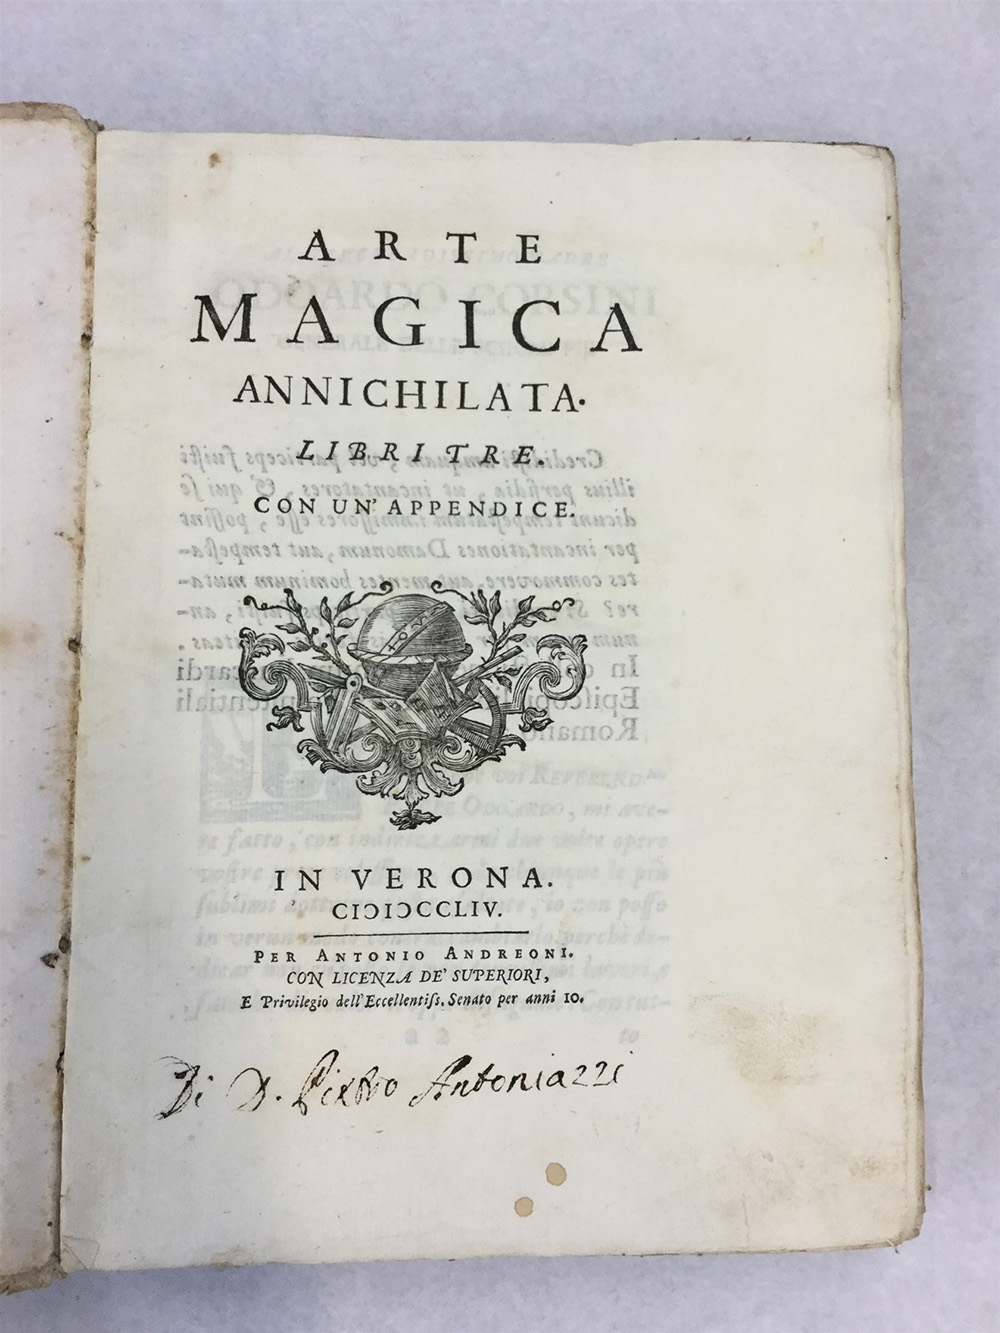 ARTE
MAGICA
ANNICHILATA.
LIBRI TRE.
CON UN' APPENDICE.
IN VERONA.
CIƆIƆCCLIV.
PER ANTONIO ANDREONI.
CON LICENZA DE' SUPERIORI,
E Privilegio dell'Eccellentiſs. Senato per anni 10.
Di D. Pietro Antoniazzi